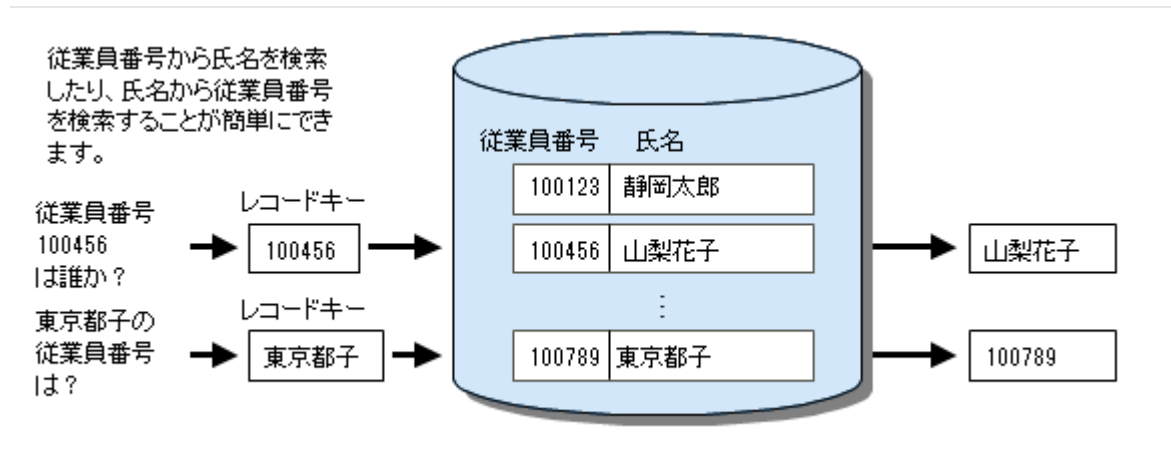 従業員番号から氏名を検索
したり、氏名から従業員番号
を検索することが簡単にでき
ます。
従業員番号
100456
は誰か？
レコードキー
100456
東京都子の
従業員番号
は？
レコードキー
東京都子
従業員番号 氏名
100123 静岡太郎
100456 山梨花子
⋮
100789 東京都子
山梨花子
100789